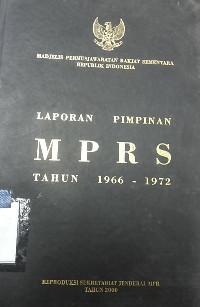 MADJELIS PERMUSJAWARATAN RAKJAT SEMENTARA
REPUBLIK INDONESIA
LAPORAN PIMPINAN
MPRS
TAHUN 1966 - 1972
REPRODUKSI SEKRETARIAT JENDERAL MPR
TAHUN 2000